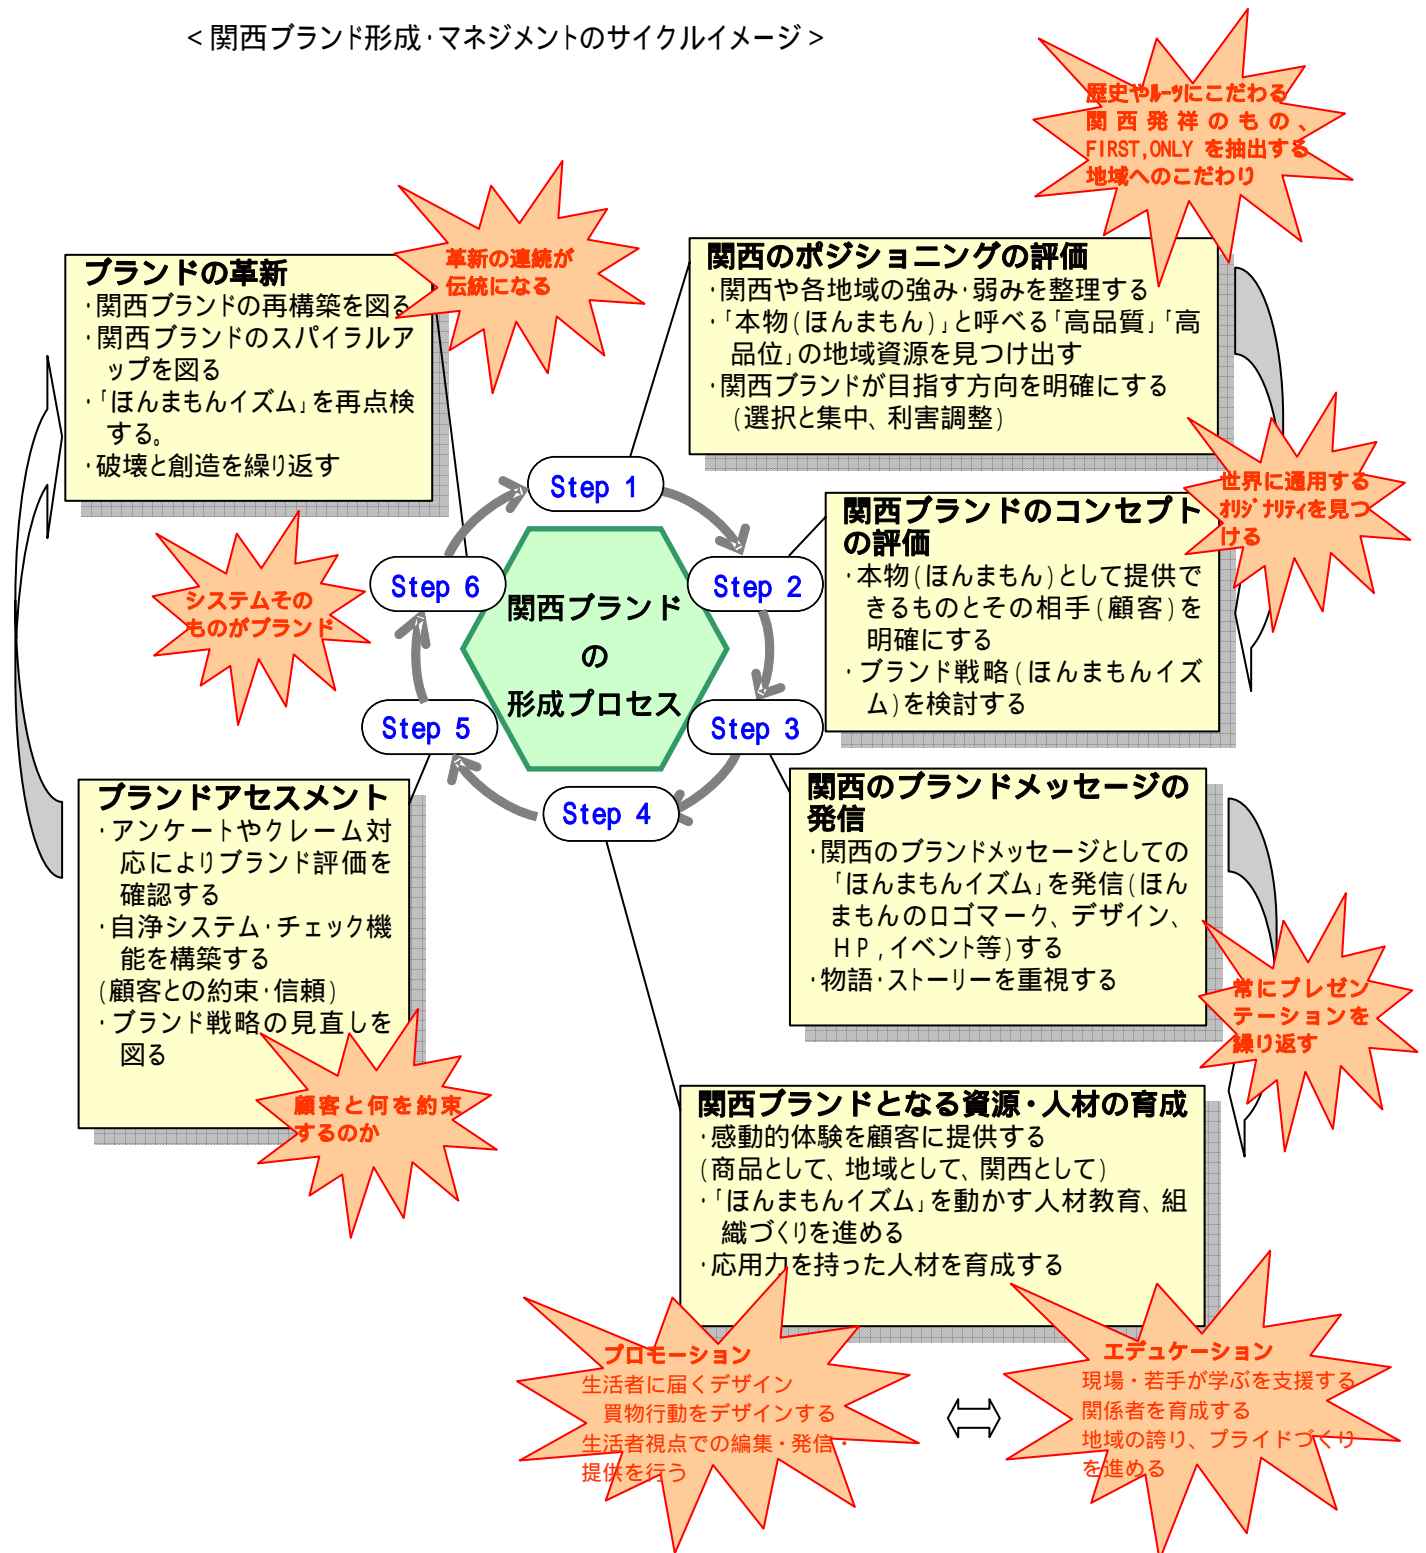 <関西ブランド形成・マネジメントのサイクルイメージ>
歴史やルーツにこだわる
関西発祥のもの、
FIRST,ONLY を抽出する
地域へのこだわり
革新の連続が
伝統になる
ブランドの革新
・関西ブランドの再構築を図る
・関西ブランドのスパイラルア
ップを図る
・「ほんまもんイズム」を再点検
する。
・破壊と創造を繰り返す
関西のポジショニングの評価
・関西や各地域の強み・弱みを整理する
・「本物(ほんまもん)」と呼べる「高品質」「高
品位」の地域資源を見つけ出す
・関西ブランドが目指す方向を明確にする
(選択と集中、利害調整)
世界に通用する
オリジナリティを見つ
ける
Step 1
関西ブランドのコンセプト
の評価
・本物(ほんまもん)として提供で
きるものとその相手(顧客)を
明確にする
・ブランド戦略(ほんまもんイズ
ム)を検討する
システムその
ものがブランド
Step 6
Step 2
関西ブランド
の
形成プロセス
Step 5
Step 3
Step 4
ブランドアセスメント
・アンケートやクレーム対
応によりブランド評価を
確認する
・自浄システム・チェック機
能を構築する
(顧客との約束・信頼)
・ブランド戦略の見直しを
図る
顧客と何を約束
するのか
関西のブランドメッセージの
発信
・関西のブランドメッセージとしての
「ほんまもんイズム」を発信(ほん
まもんのロゴマーク、デザイン、
HP,イベント等)する
・物語・ストーリーを重視する
常にプレゼン
テーションを
繰り返す
関西ブランドとなる資源・人材の育成
・感動的体験を顧客に提供する
(商品として、地域として、関西として)
・「ほんまもんイズム」を動かす人材教育、組
織づくりを進める
・応用力を持った人材を育成する
プロモーション
生活者に届くデザイン
買物行動をデザインする
生活者視点での編集・発信・
提供を行う
エデュケーション
現場・若手が学ぶを支援する
関係者を育成する
地域の誇り、プライドづくり
を進める